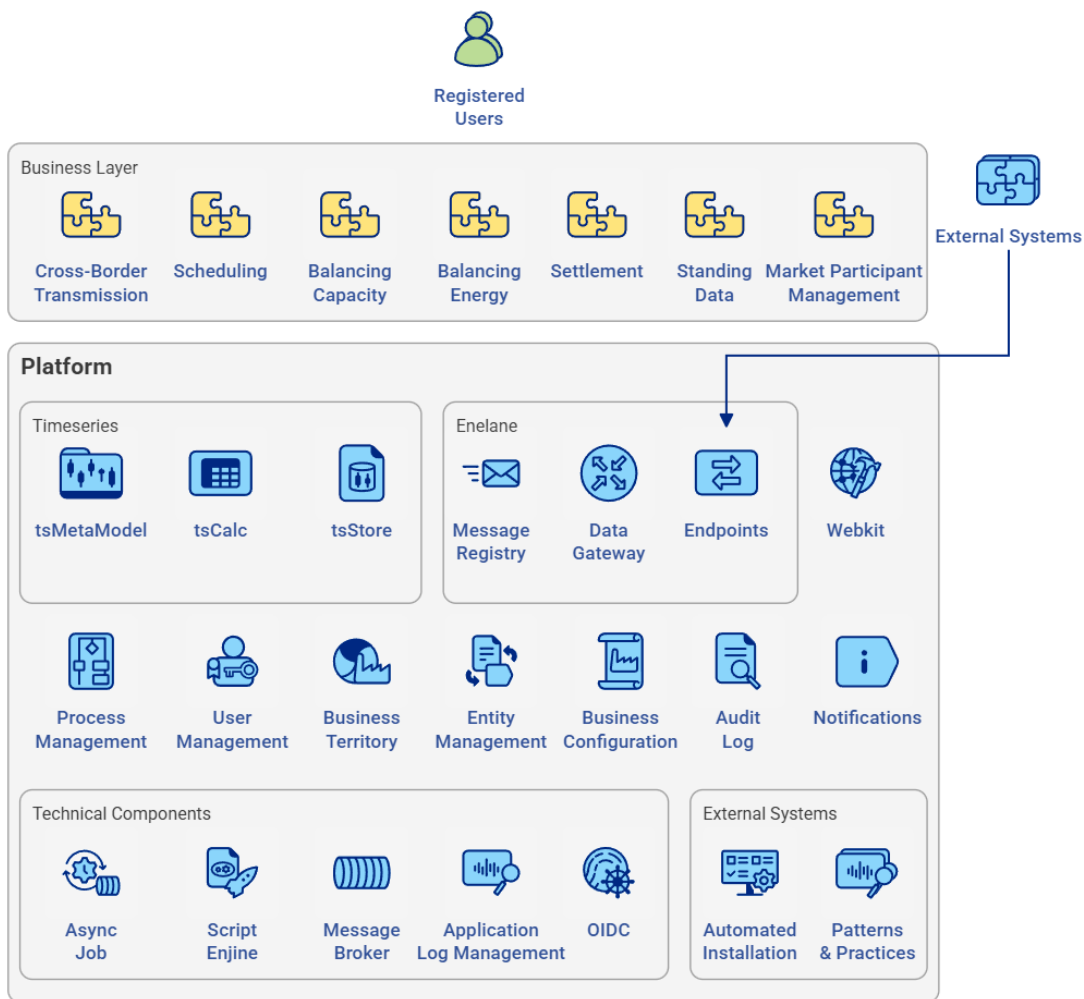 Registered
Users
Business Layer
Cross-Border
Transmission
Scheduling
Balancing
Capacity
Balancing
Energy
Settlement
Standing
Data
Market Participant
Management
External Systems
Platform
Timeseries
tsMetaModel
tsCalc
tsStore
Enelane
Message
Registry
Data
Gateway
Endpoints
Webkit
Process
Management
User
Management
Business
Territory
Entity
Management
Business
Configuration
Audit
Log
Notifications
Technical Components
Async
Job
Script
Enjine
Message
Broker
Application
Log Management
OIDC
External Systems
Automated
Installation
Patterns
& Practices